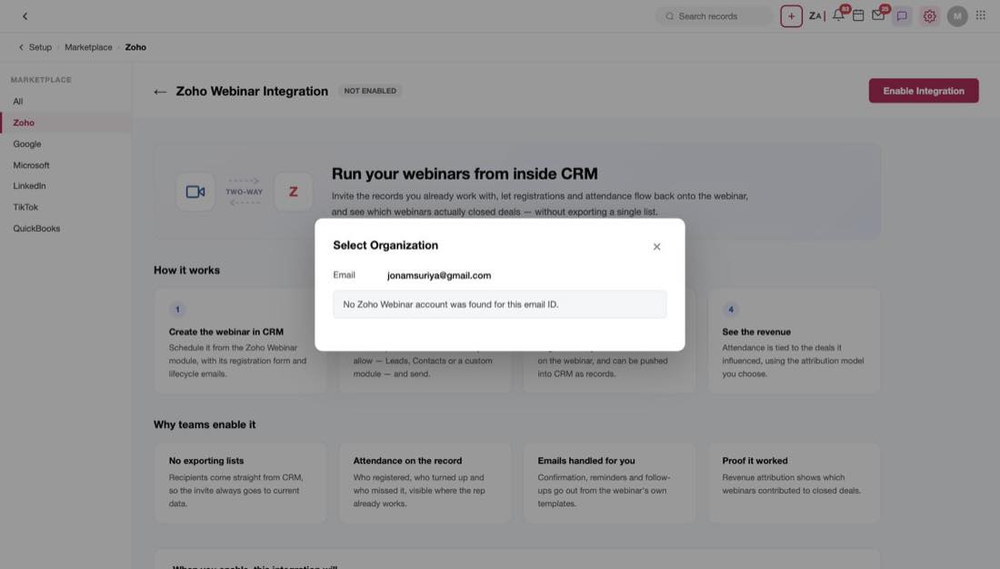 Search records
+
ZA
83
25
M
Setup
Marketplace
Zoho
MARKETPLACE
All
Zoho
Google
Microsoft
LinkedIn
TikTok
QuickBooks
← Zoho Webinar Integration
NOT ENABLED
Enable Integration
TWO-WAY
Z
Run your webinars from inside CRM
Invite the records you already work with, let registrations and attendance flow back onto the webinar,
and see which webinars actually closed deals — without exporting a single list.
Select Organization
Email jonamsuriya@gmail.com
No Zoho Webinar account was found for this email ID.
How it works
1
Create the webinar in CRM
Schedule it from the Zoho Webinar
module, with its registration form and
lifecycle emails.
allow — Leads, Contacts or a custom
module — and send.
on the webinar, and can be pushed
into CRM as records.
4
See the revenue
Attendance is tied to the deals it
influenced, using the attribution model
you choose.
Why teams enable it
No exporting lists
Recipients come straight from CRM,
so the invite always goes to current
data.
Attendance on the record
Who registered, who turned up and
who missed it, visible where the rep
already works.
Emails handled for you
Confirmation, reminders and follow-
ups go out from the webinar's own
templates.
Proof it worked
Revenue attribution shows which
webinars contributed to closed deals.
When you enable, this integration will